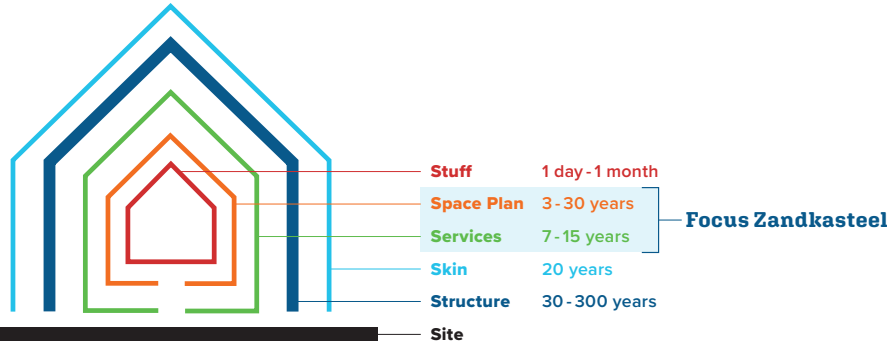 Stuff 1 day - 1 month
Space Plan 3 - 30 years
Services 7 - 15 years
Focus Zandkasteel
Skin 20 years
Structure 30 - 300 years
Site